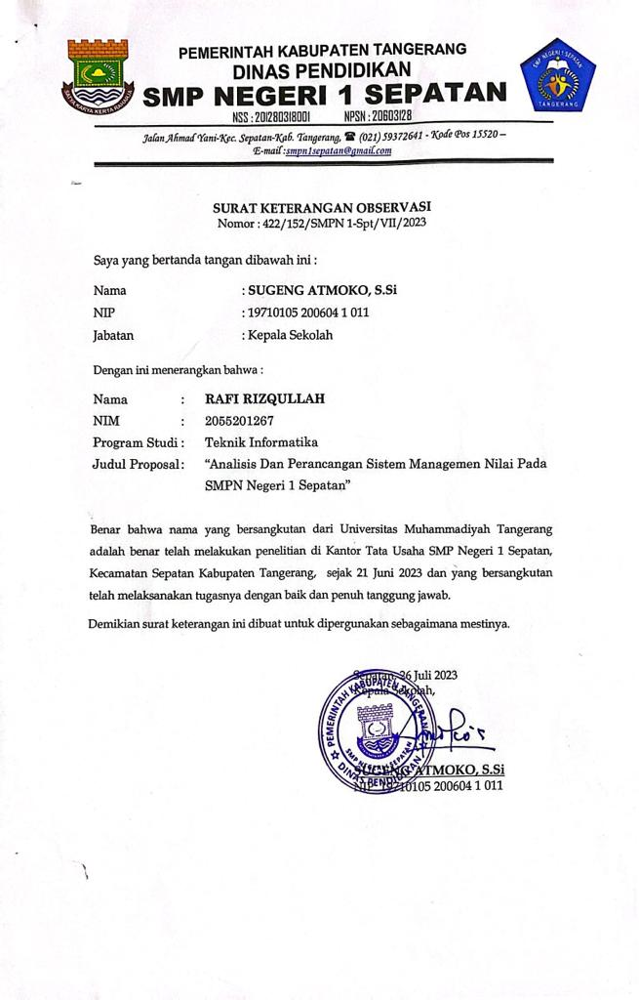 PEMERINTAH KABUPATEN TANGERANG
DINAS PENDIDIKAN
SMP NEGERI 1 SEPATAN
NSS : 201280318001 NPSN : 20603128
Jalan Ahmad Yani-Kec. Sepatan-Kab. Tangerang, ☎ (021) 59372641 - Kode Pos 15520 –
E-mail :smpn1sepatan@gmail.com
SATYA KARYA KERTA RAHARJA
SMP NEGERI 1 SEPATAN
TANGERANG
SURAT KETERANGAN OBSERVASI
Nomor : 422/152/SMPN 1-Spt/VII/2023
Saya yang bertanda tangan dibawah ini :
Nama : SUGENG ATMOKO, S.Si
NIP : 19710105 200604 1 011
Jabatan : Kepala Sekolah
Dengan ini menerangkan bahwa :
Nama : RAFI RIZQULLAH
NIM : 2055201267
Program Studi : Teknik Informatika
Judul Proposal : “Analisis Dan Perancangan Sistem Managemen Nilai Pada
SMPN Negeri 1 Sepatan”
Benar bahwa nama yang bersangkutan dari Universitas Muhammadiyah Tangerang
adalah benar telah melakukan penelitian di Kantor Tata Usaha SMP Negeri 1 Sepatan,
Kecamatan Sepatan Kabupaten Tangerang, sejak 21 Juni 2023 dan yang bersangkutan
telah melaksanakan tugasnya dengan baik dan penuh tanggung jawab.
Demikian surat keterangan ini dibuat untuk dipergunakan sebagaimana mestinya.
Sepatan, 26 Juli 2023
Kepala Sekolah,
PEMERINTAH KABUPATEN TANGERANG
SMP NEGERI 1 SEPATAN
DINAS PENDIDIKAN
SUGENG ATMOKO, S.Si
NIP 19710105 200604 1 011